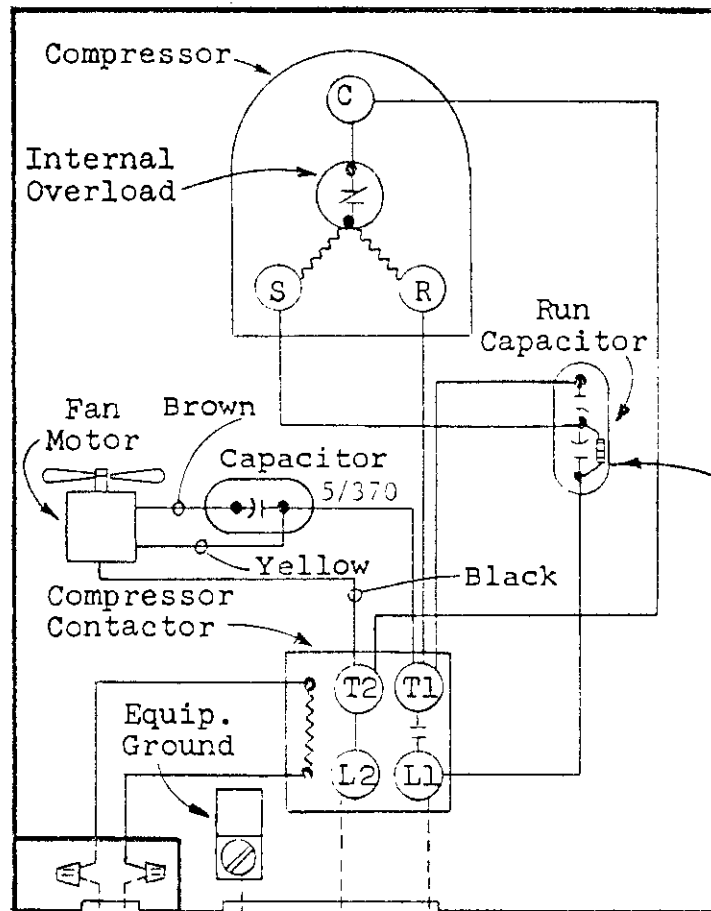 Compressor
C
Internal
Overload
S
R
Run
Capacitor
Fan
Motor
Brown
Capacitor
5/370
Yellow
Black
Compressor
Contactor
T2
T1
Equip.
Ground
L2
L1